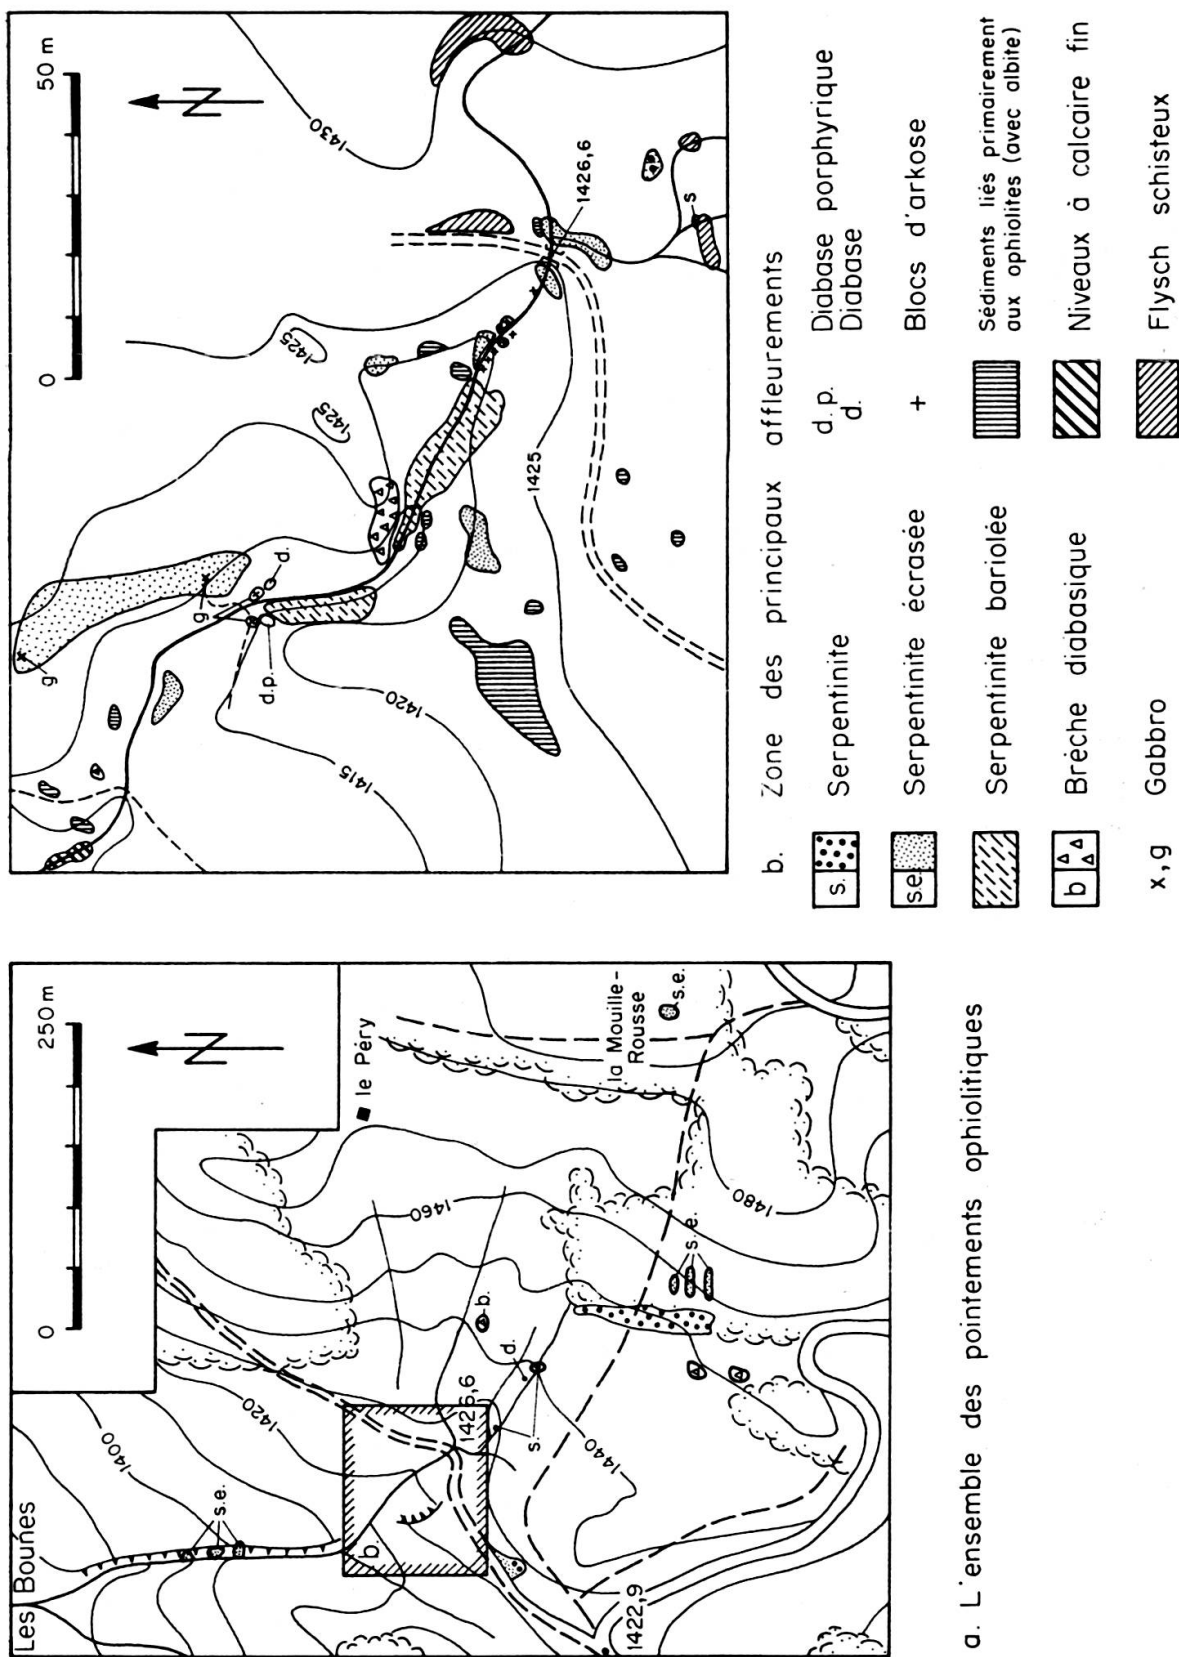 Les Bounes
0
250 m
N
le Péry
la Mouille-
Rousse
s.e.
s.e.
1400
1420
1460
b.
1426,6
b.
d.
s.
1440
s.e.
1480
1422,9
a. L'ensemble des pointements ophiolitiques
0
50 m
N
g
g
d.
d.p.
1425
1425
1430
1420
1415
1425
1426,6
s
b. Zone des principaux affleurements
s. Serpentinite
s.e. Serpentinite écrasée
Serpentinite bariolée
b Brèche diabasique
x,g Gabbro
d.p. Diabase porphyrique
d. Diabase
+ Blocs d'arkose
Sédiments liés primairement
aux ophiolites (avec albite)
Niveaux à calcaire fin
Flysch schisteux